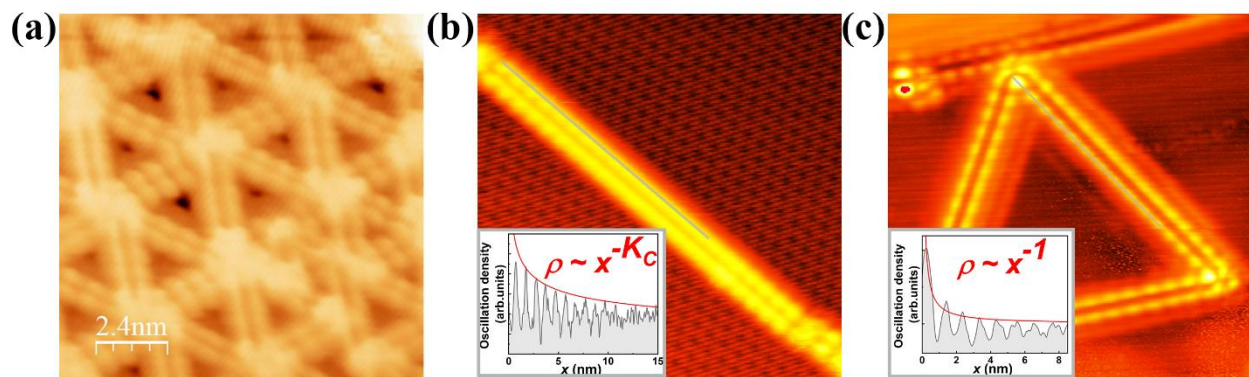 (a)
2.4nm
(b)
Oscillation density
(arb.units)
ρ ~ x^-K_C
0 5 10 15
x (nm)
(c)
Oscillation density
(arb.units)
ρ ~ x^-1
0 2 4 6 8
x (nm)